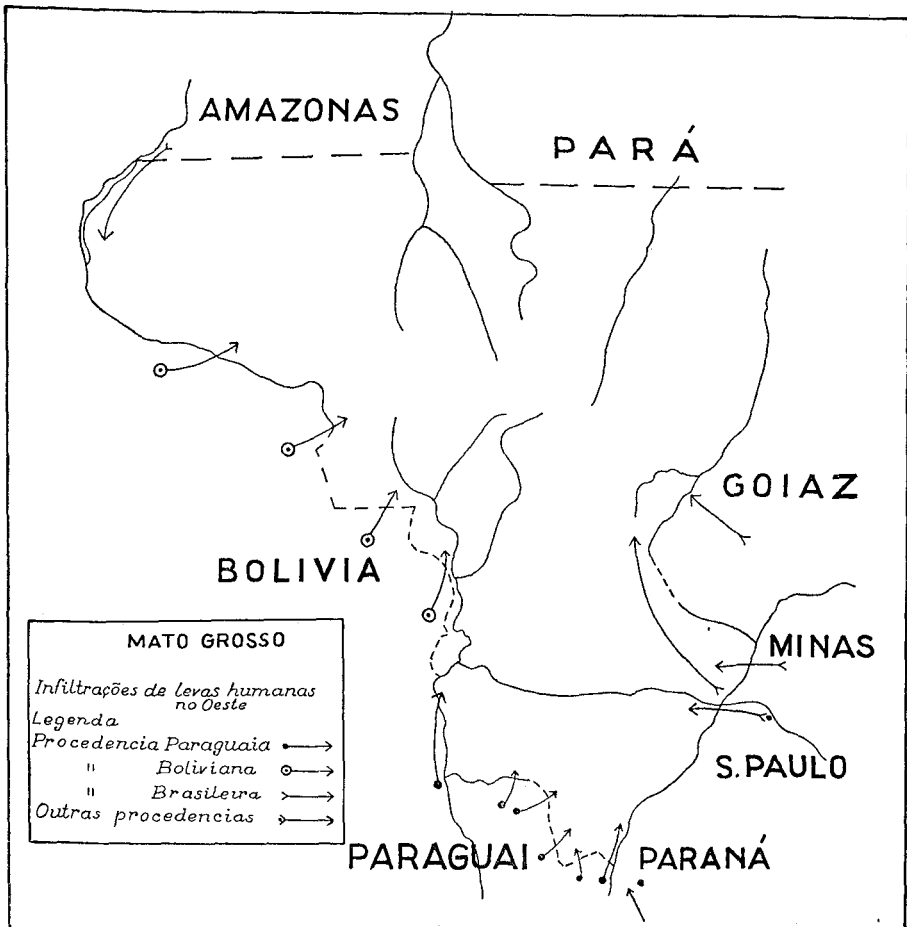 AMAZONAS
PARÁ
GOIAZ
BOLIVIA
MINAS
S. PAULO
PARAGUAI
PARANÁ
MATO GROSSO
Infiltrações de levas humanas
no Oeste
Legenda
Procedencia Paraguaia
" Boliviana
" Brasileira
Outras procedencias